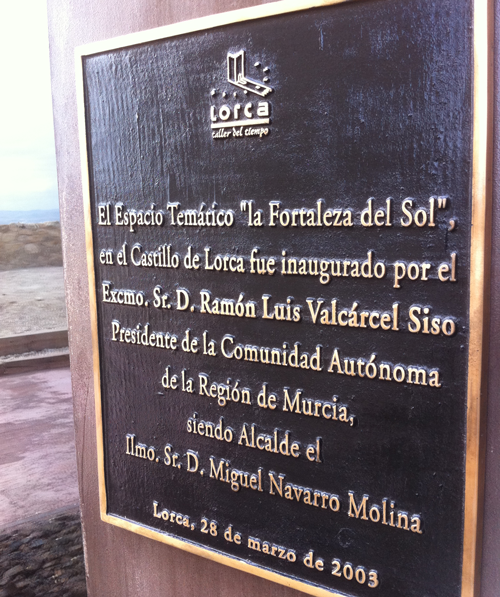 Lorca
taller del tiempo
El Espacio Temático "la Fortaleza del Sol",
en el Castillo de Lorca fue inaugurado por el
Excmo. Sr. D. Ramón Luis Valcárcel Siso
Presidente de la Comunidad Autónoma
de la Región de Murcia,
siendo Alcalde el
Ilmo. Sr. D. Miguel Navarro Molina
Lorca, 28 de marzo de 2003